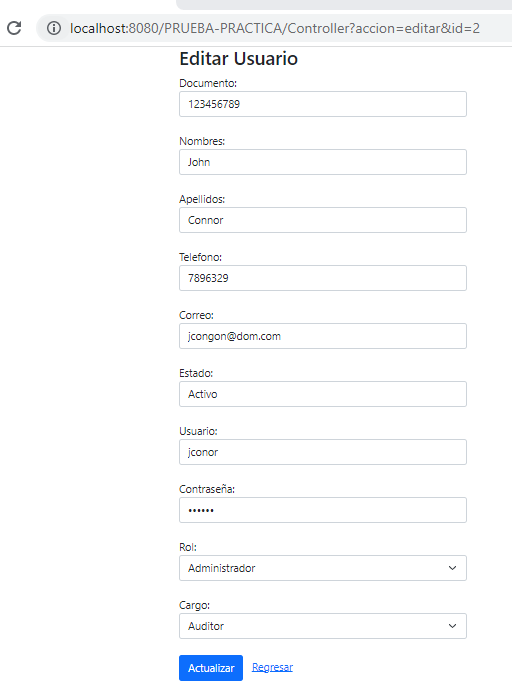 localhost:8080/PRUEBA-PRACTICA/Controller?accion=editar&id=2
Editar Usuario
Documento:
123456789
Nombres:
John
Apellidos:
Connor
Telefono:
7896329
Correo:
jcongon@dom.com
Estado:
Activo
Usuario:
jconor
Contraseña:
••••••
Rol:
Administrador
Cargo:
Auditor
Actualizar Regresar